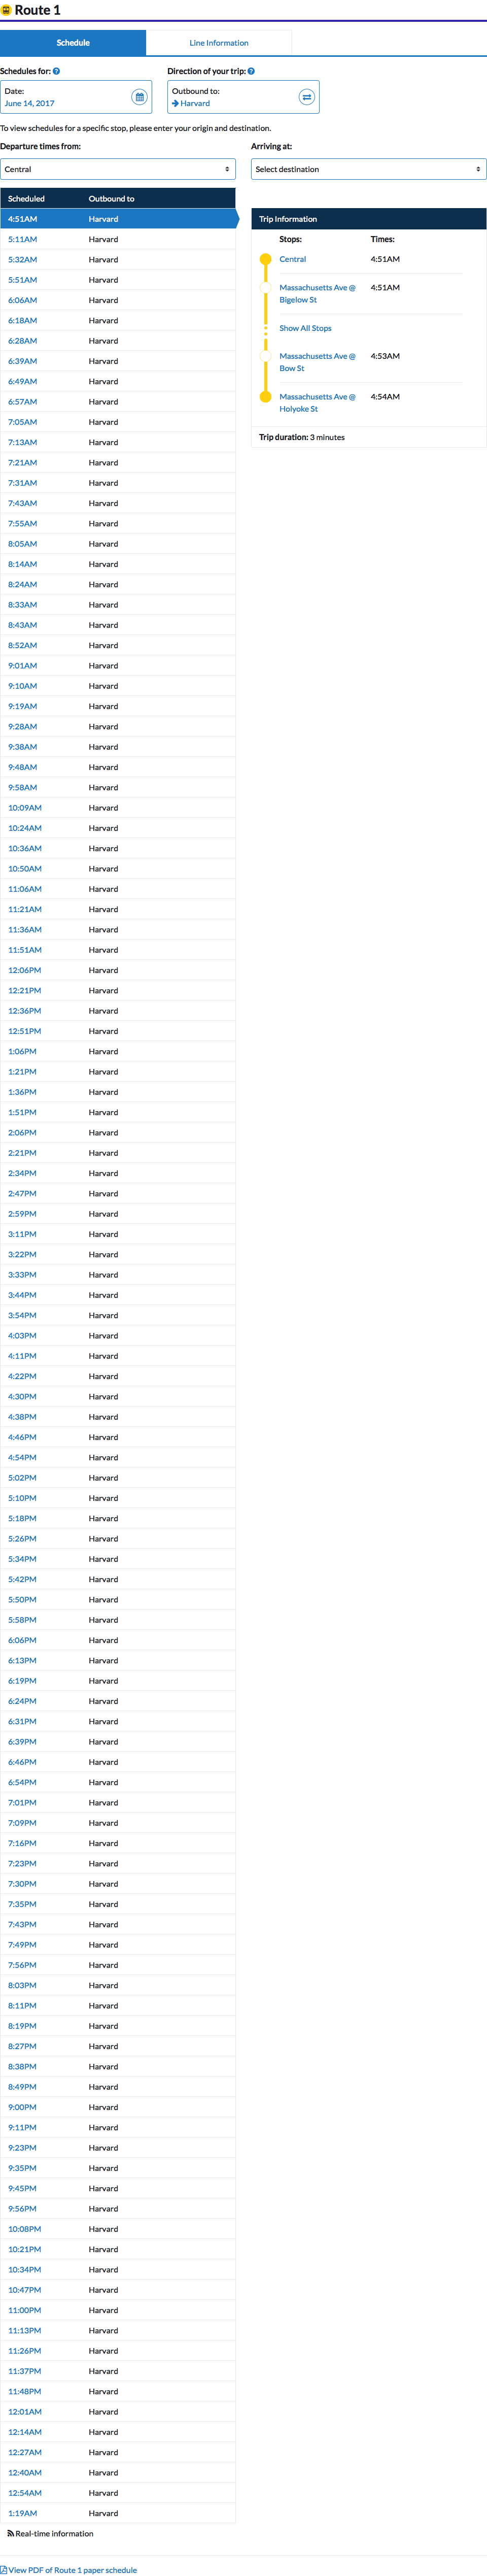 Route 1
Schedule
Line Information
Schedules for:
Direction of your trip:
Date:
June 14, 2017
Outbound to:
Harvard
To view schedules for a specific stop, please enter your origin and destination.
Departure times from:
Arriving at:
Central
Select destination
Scheduled Outbound to
4:51AM Harvard
5:11AM Harvard
5:32AM Harvard
5:51AM Harvard
6:06AM Harvard
6:18AM Harvard
6:28AM Harvard
6:39AM Harvard
6:49AM Harvard
6:57AM Harvard
7:05AM Harvard
7:13AM Harvard
7:21AM Harvard
7:31AM Harvard
7:43AM Harvard
7:55AM Harvard
8:05AM Harvard
8:14AM Harvard
8:24AM Harvard
8:33AM Harvard
8:43AM Harvard
8:52AM Harvard
9:01AM Harvard
9:10AM Harvard
9:19AM Harvard
9:28AM Harvard
9:38AM Harvard
9:48AM Harvard
9:58AM Harvard
10:09AM Harvard
10:24AM Harvard
10:36AM Harvard
10:50AM Harvard
11:06AM Harvard
11:21AM Harvard
11:36AM Harvard
11:51AM Harvard
12:06PM Harvard
12:21PM Harvard
12:36PM Harvard
12:51PM Harvard
1:06PM Harvard
1:21PM Harvard
1:36PM Harvard
1:51PM Harvard
2:06PM Harvard
2:21PM Harvard
2:34PM Harvard
2:47PM Harvard
2:59PM Harvard
3:11PM Harvard
3:22PM Harvard
3:33PM Harvard
3:44PM Harvard
3:54PM Harvard
4:03PM Harvard
4:11PM Harvard
4:22PM Harvard
4:30PM Harvard
4:38PM Harvard
4:46PM Harvard
4:54PM Harvard
5:02PM Harvard
5:10PM Harvard
5:18PM Harvard
5:26PM Harvard
5:34PM Harvard
5:42PM Harvard
5:50PM Harvard
5:58PM Harvard
6:06PM Harvard
6:13PM Harvard
6:19PM Harvard
6:24PM Harvard
6:31PM Harvard
6:39PM Harvard
6:46PM Harvard
6:54PM Harvard
7:01PM Harvard
7:09PM Harvard
7:16PM Harvard
7:23PM Harvard
7:30PM Harvard
7:35PM Harvard
7:43PM Harvard
7:49PM Harvard
7:56PM Harvard
8:03PM Harvard
8:11PM Harvard
8:19PM Harvard
8:27PM Harvard
8:38PM Harvard
8:49PM Harvard
9:00PM Harvard
9:11PM Harvard
9:23PM Harvard
9:35PM Harvard
9:45PM Harvard
9:56PM Harvard
10:08PM Harvard
10:21PM Harvard
10:34PM Harvard
10:47PM Harvard
11:00PM Harvard
11:13PM Harvard
11:26PM Harvard
11:37PM Harvard
11:48PM Harvard
12:01AM Harvard
12:14AM Harvard
12:27AM Harvard
12:40AM Harvard
12:54AM Harvard
1:19AM Harvard
Trip Information
Stops: Times:
Central 4:51AM
Massachusetts Ave @ 4:51AM
Bigelow St
Show All Stops
Massachusetts Ave @ 4:53AM
Bow St
Massachusetts Ave @ 4:54AM
Holyoke St
Trip duration: 3 minutes
Real-time information
View PDF of Route 1 paper schedule